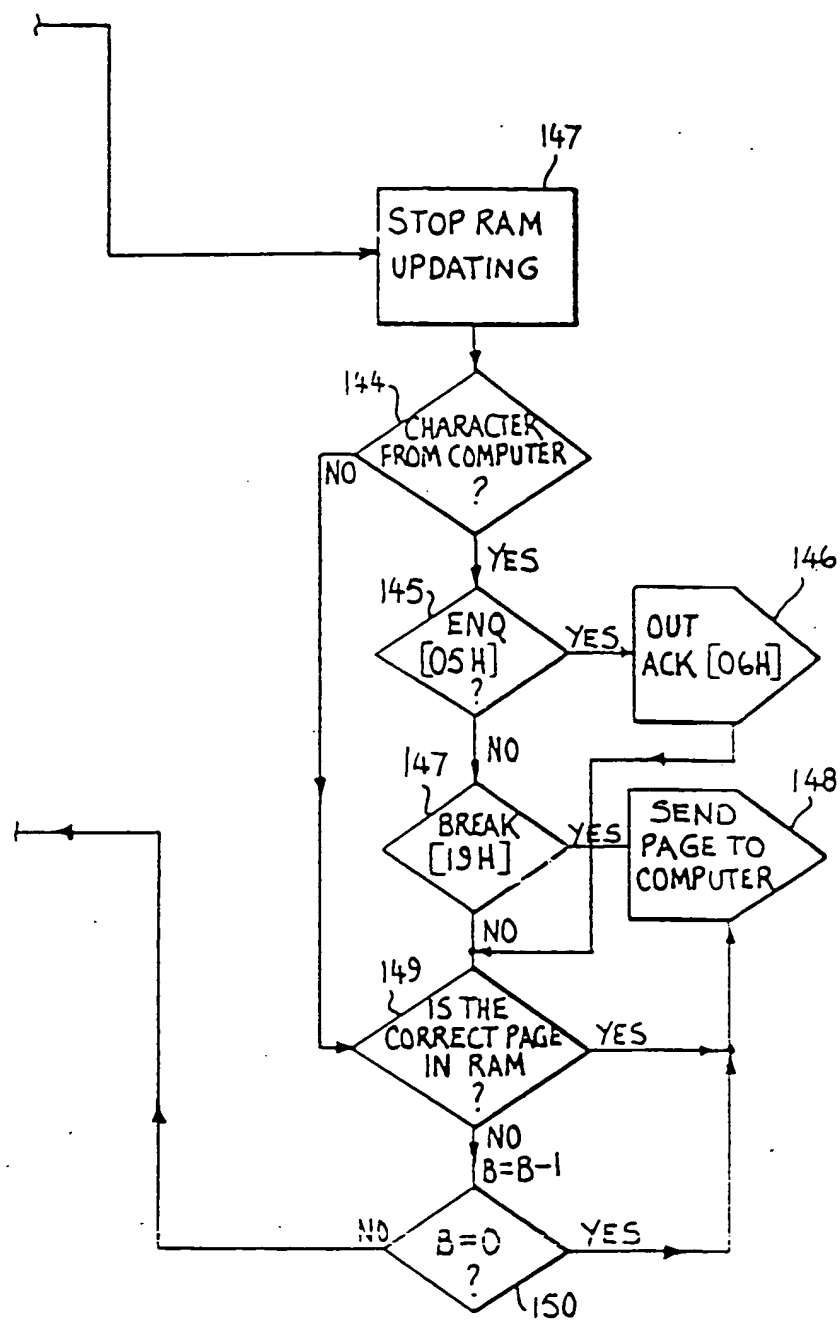 147
STOP RAM
UPDATING
144
CHARACTER
FROM COMPUTER
?
NO
YES
145
ENQ
[05H]
?
YES
146
OUT
ACK [06H]
NO
147
BREAK
[19H]
YES
148
SEND
PAGE TO
COMPUTER
NO
149
IS THE
CORRECT PAGE
IN RAM
?
YES
NO
B=B-1
NO
B=0
?
YES
150